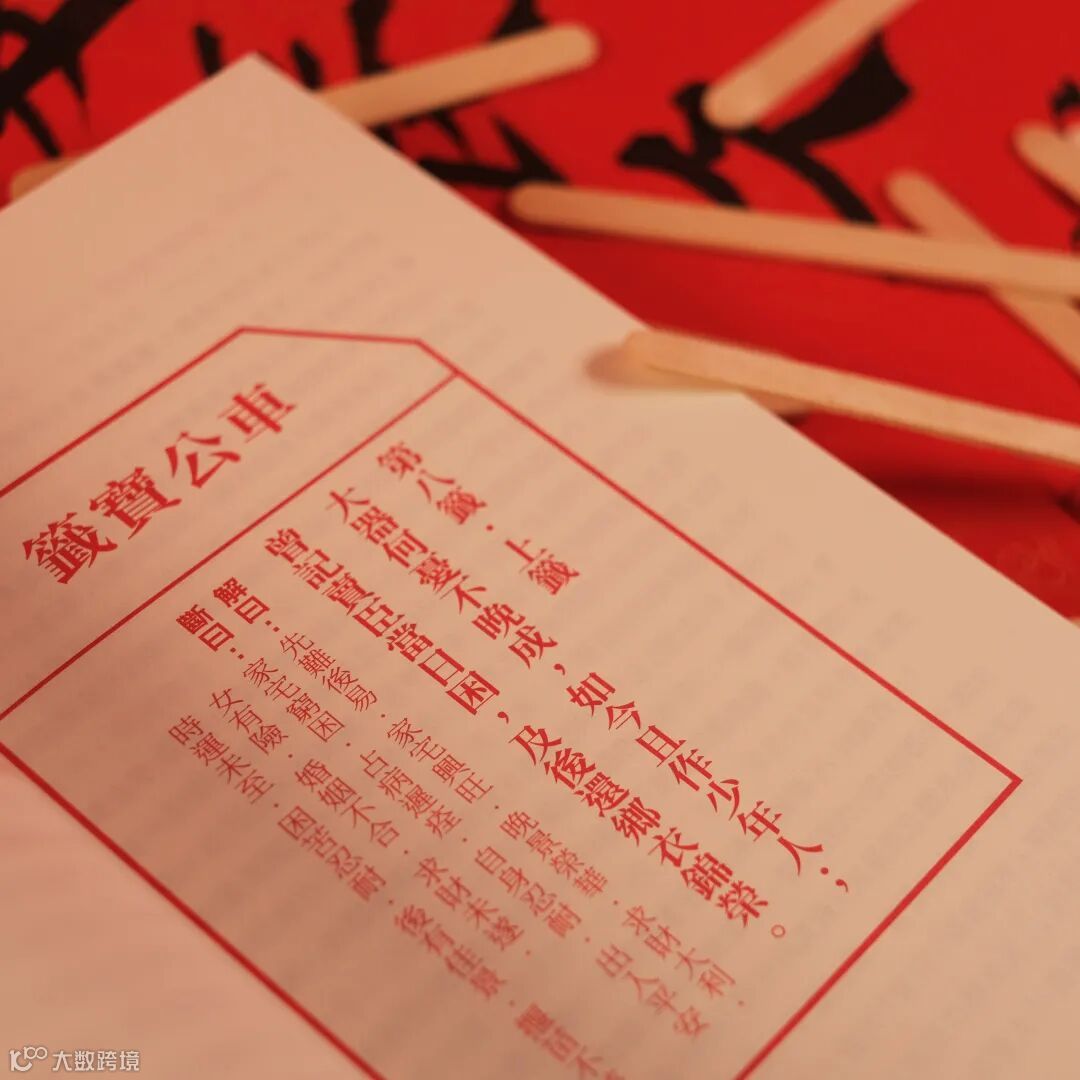 車公寶籤
第八籤．上籤
大器何憂不晚成，如今且作少年人；
曾記買臣當日困，及後還鄉衣錦榮。
解曰：先難後易．家宅興旺．晚景榮華．求財大利．
家宅窮困．占病遲痊．自身忍耐．出入平安
斷曰：女有險．婚姻不合．求財未遂．
時運未至．困苦忍耐．後有佳景．
大数跨境